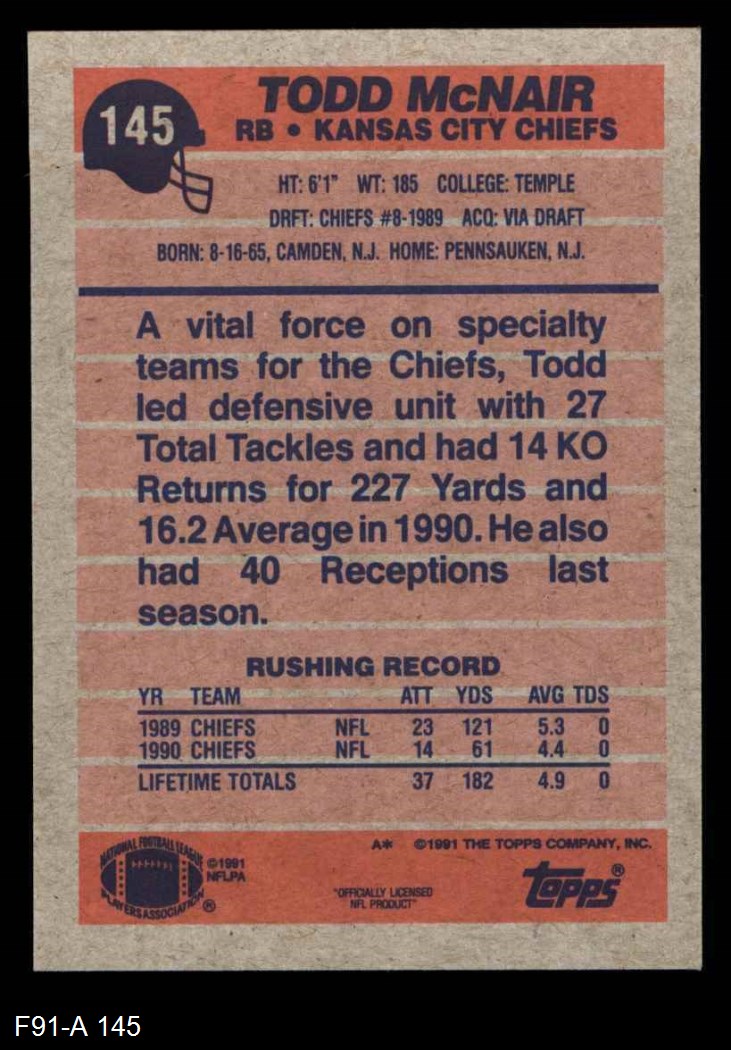 145
TODD McNAIR
RB • KANSAS CITY CHIEFS
HT: 6'1" WT: 185 COLLEGE: TEMPLE
DRFT: CHIEFS #8-1989 ACQ: VIA DRAFT
BORN: 8-16-65, CAMDEN, N.J. HOME: PENNSAUKEN, N.J.
A vital force on specialty
teams for the Chiefs, Todd
led defensive unit with 27
Total Tackles and had 14 KO
Returns for 227 Yards and
16.2 Average in 1990. He also
had 40 Receptions last
season.
RUSHING RECORD
YR TEAM ATT YDS AVG TDS
1989 CHIEFS NFL 23 121 5.3 0
1990 CHIEFS NFL 14 61 4.4 0
LIFETIME TOTALS 37 182 4.9 0
A* ©1991 THE TOPPS COMPANY, INC.
NATIONAL FOOTBALL LEAGUE
PLAYERS ASSOCIATION ®
©1991
NFLPA
"OFFICIALLY LICENSED
NFL PRODUCT"
topps®
F91-A 145